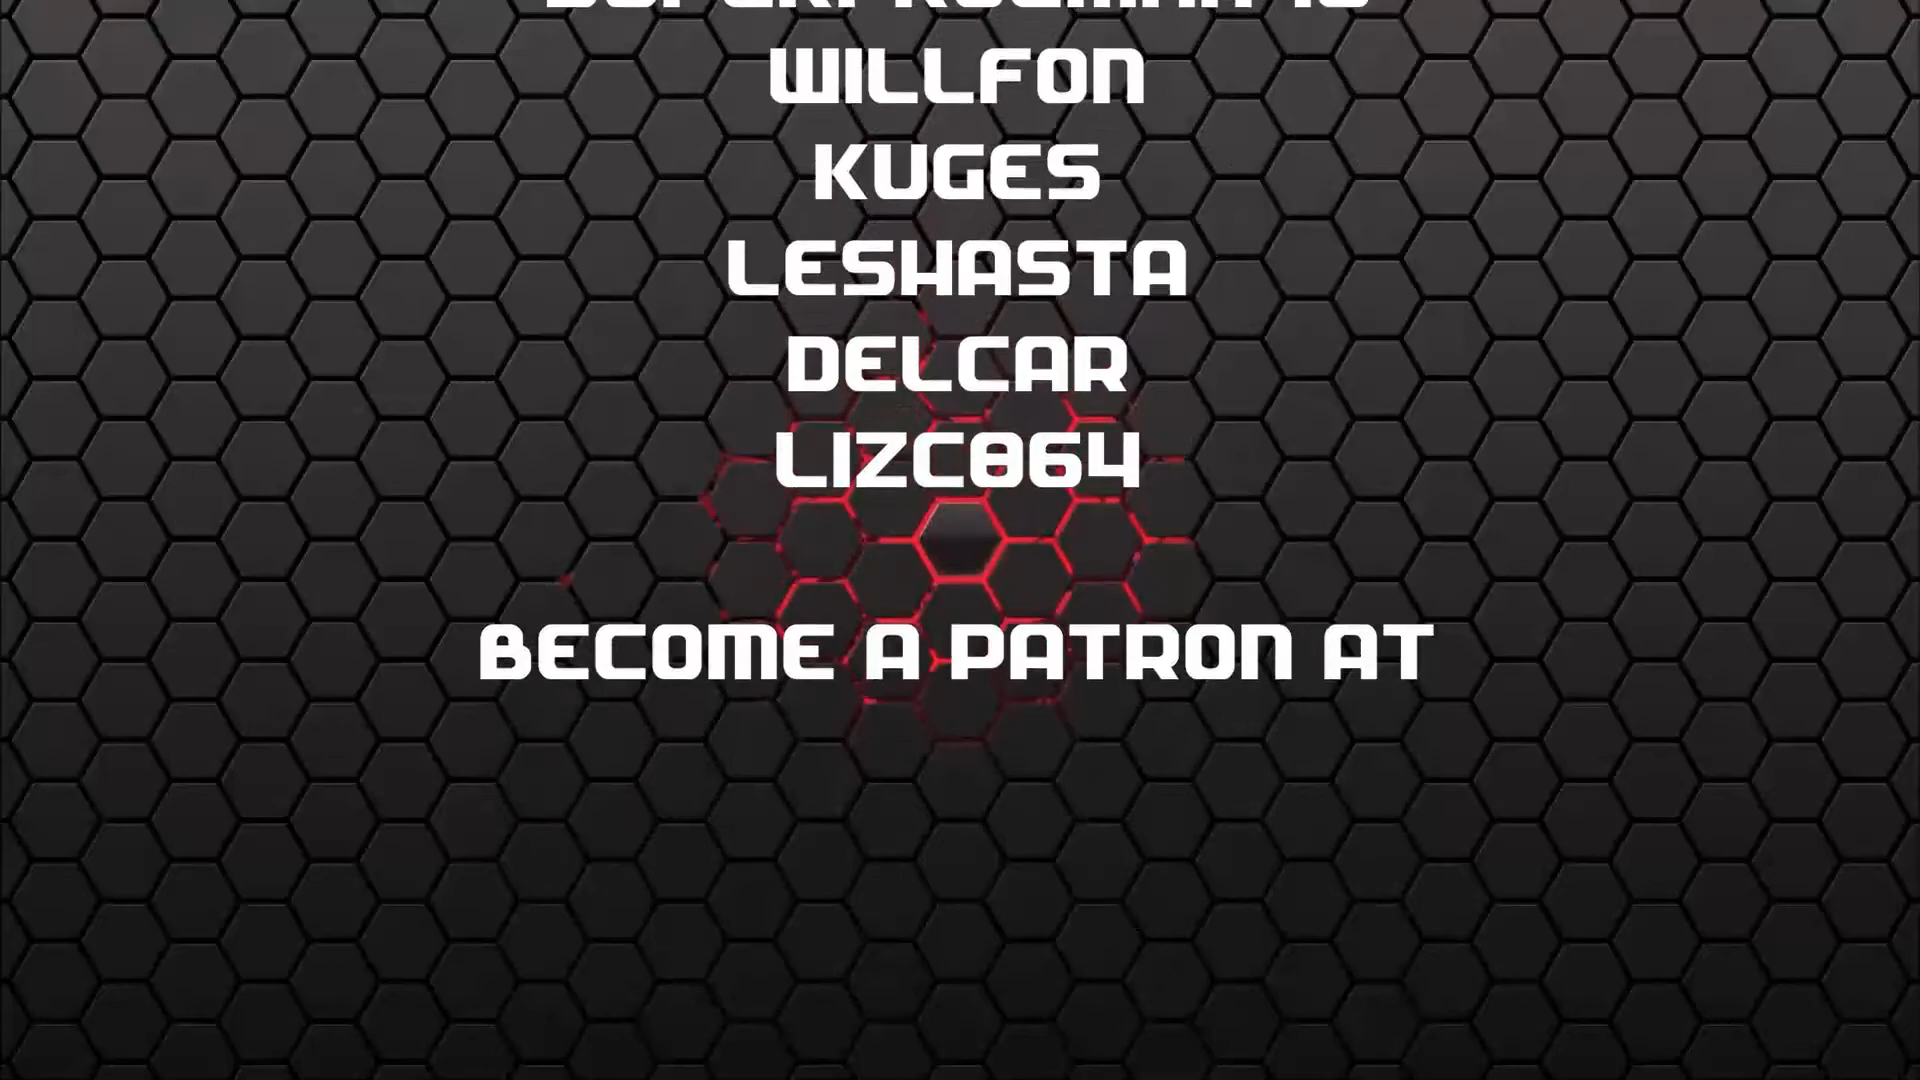 WILLFON
KUGES
LESHASTA
DELCAR
LIZC864
BECOME A PATRON AT